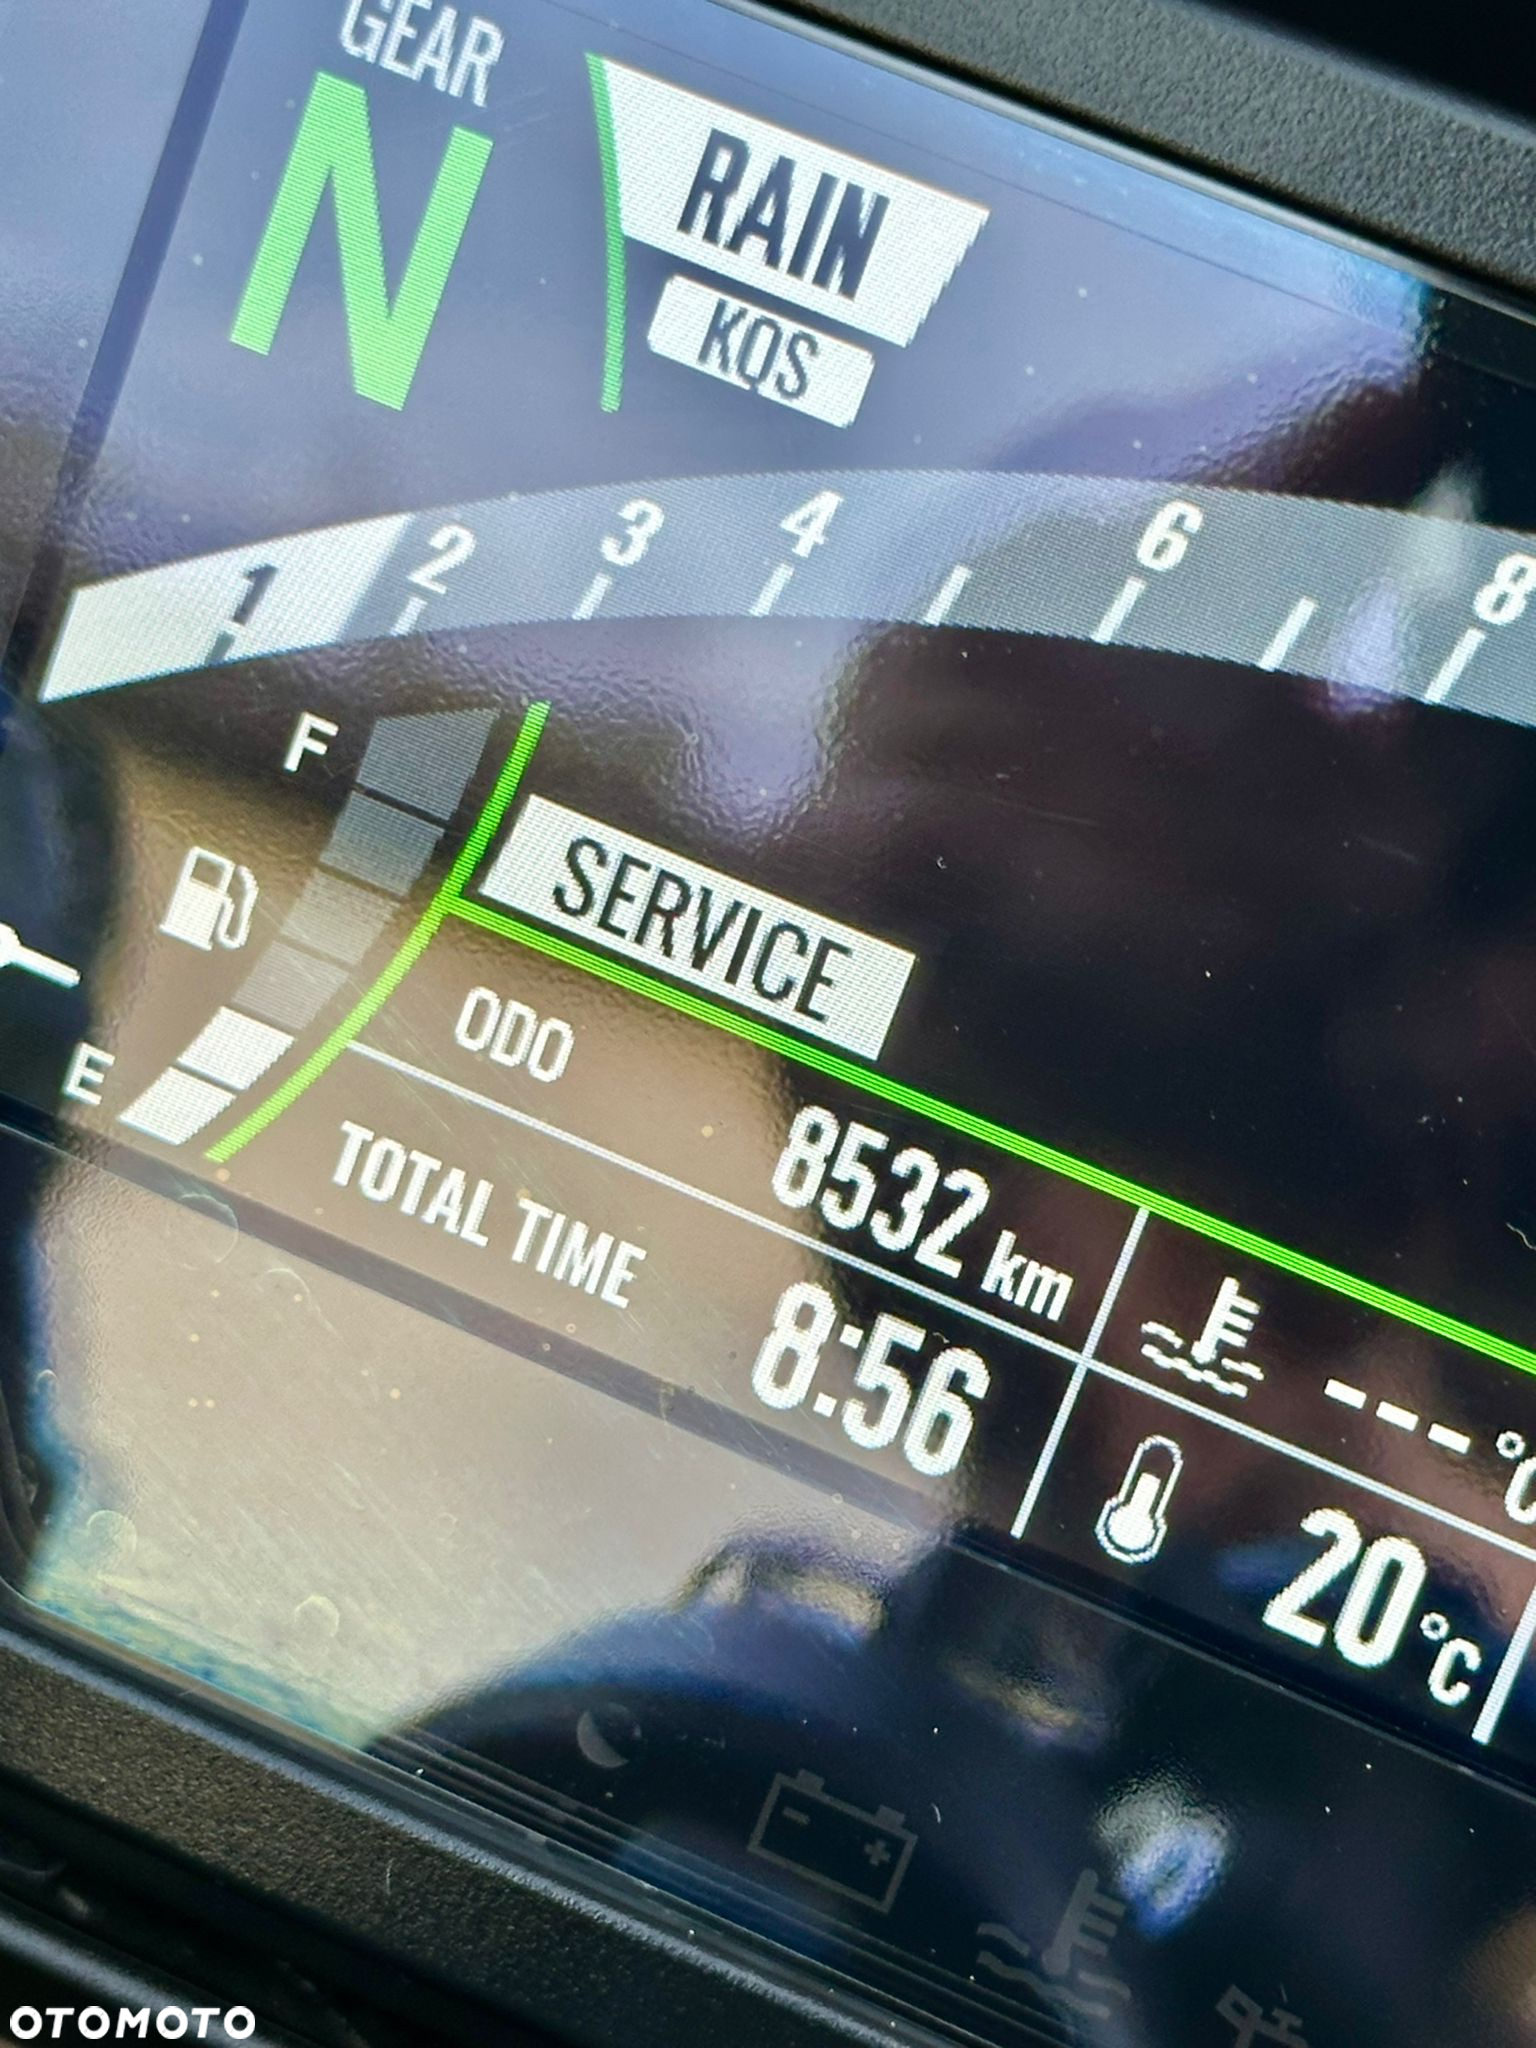 GEAR
N
RAIN
KQS
1 2 3 4 6 8
F
SERVICE
E
ODO
8532 km
TOTAL TIME
8:56
---°C
20°C
OTOMOTO